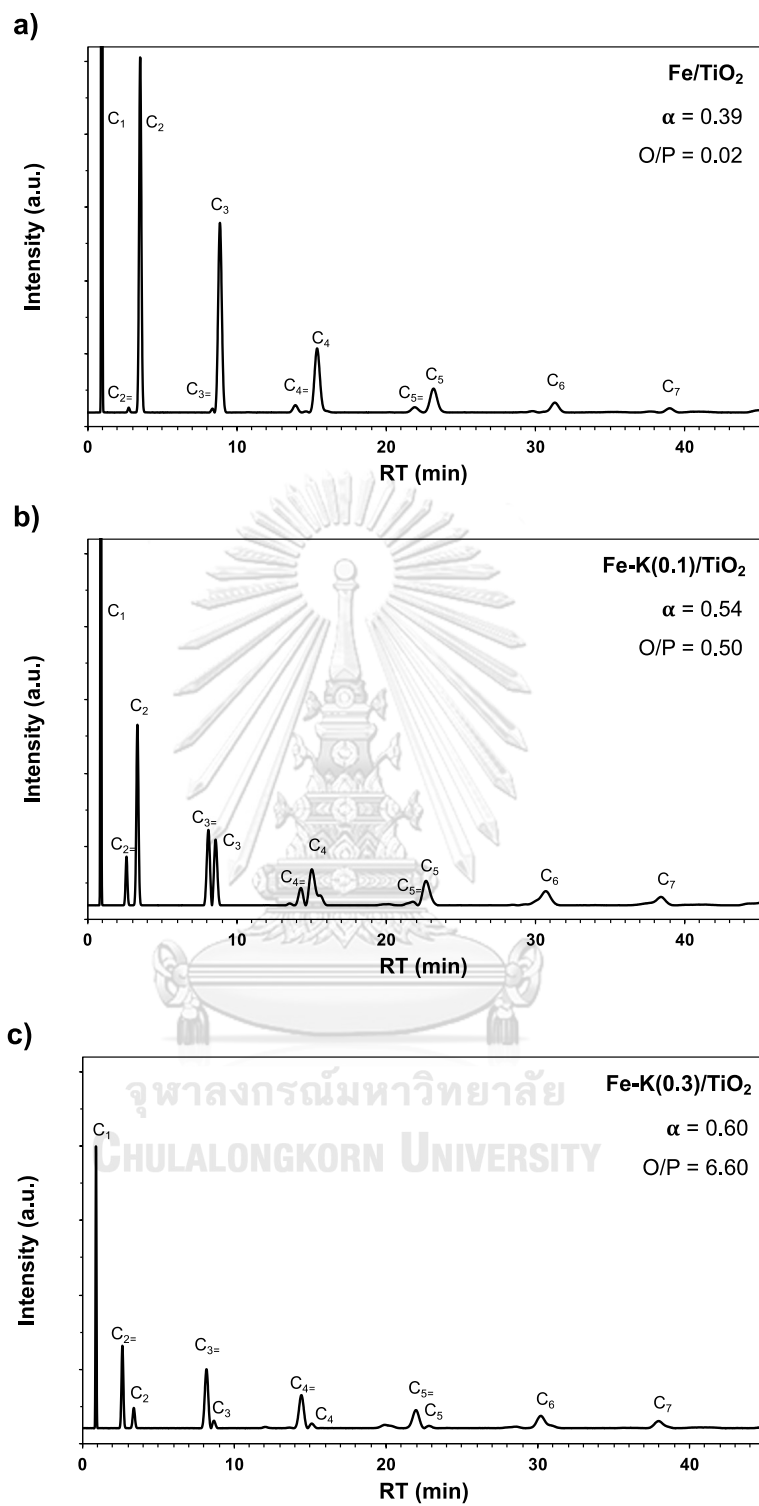 a)
Fe/TiO₂
α = 0.39
O/P = 0.02
C₁
C₂
C₃
C₄
C₂₌
C₃₌
C₄₌
C₅₌
C₅
C₆
C₇
Intensity (a.u.)
0 10 20 30 40
RT (min)
b)
Fe-K(0.1)/TiO₂
α = 0.54
O/P = 0.50
C₁
C₂
C₂₌
C₃₌
C₃
C₄
C₄₌
C₅₌
C₅
C₆
C₇
Intensity (a.u.)
0 10 20 30 40
RT (min)
c)
Fe-K(0.3)/TiO₂
α = 0.60
O/P = 6.60
จุฬาลงกรณ์มหาวิทยาลัย
CHULALONGKORN UNIVERSITY
C₁
C₂₌
C₂
C₃₌
C₃
C₄₌
C₄
C₅₌
C₅
C₆
C₇
Intensity (a.u.)
0 10 20 30 40
RT (min)